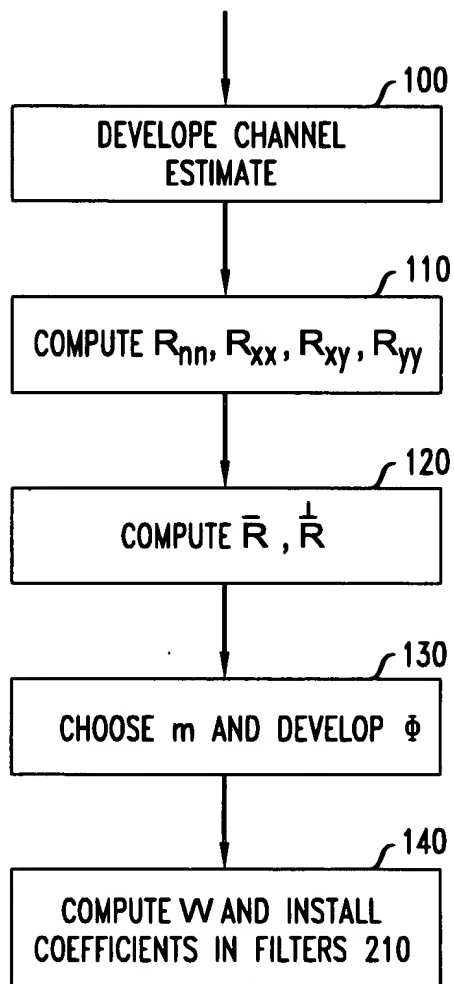 100
DEVELOPE CHANNEL
ESTIMATE
110
COMPUTE Rnn, Rxx, Rxy, Ryy
120
COMPUTE R̄ , R̄^⊥
130
CHOOSE m AND DEVELOP Φ
140
COMPUTE W AND INSTALL
COEFFICIENTS IN FILTERS 210